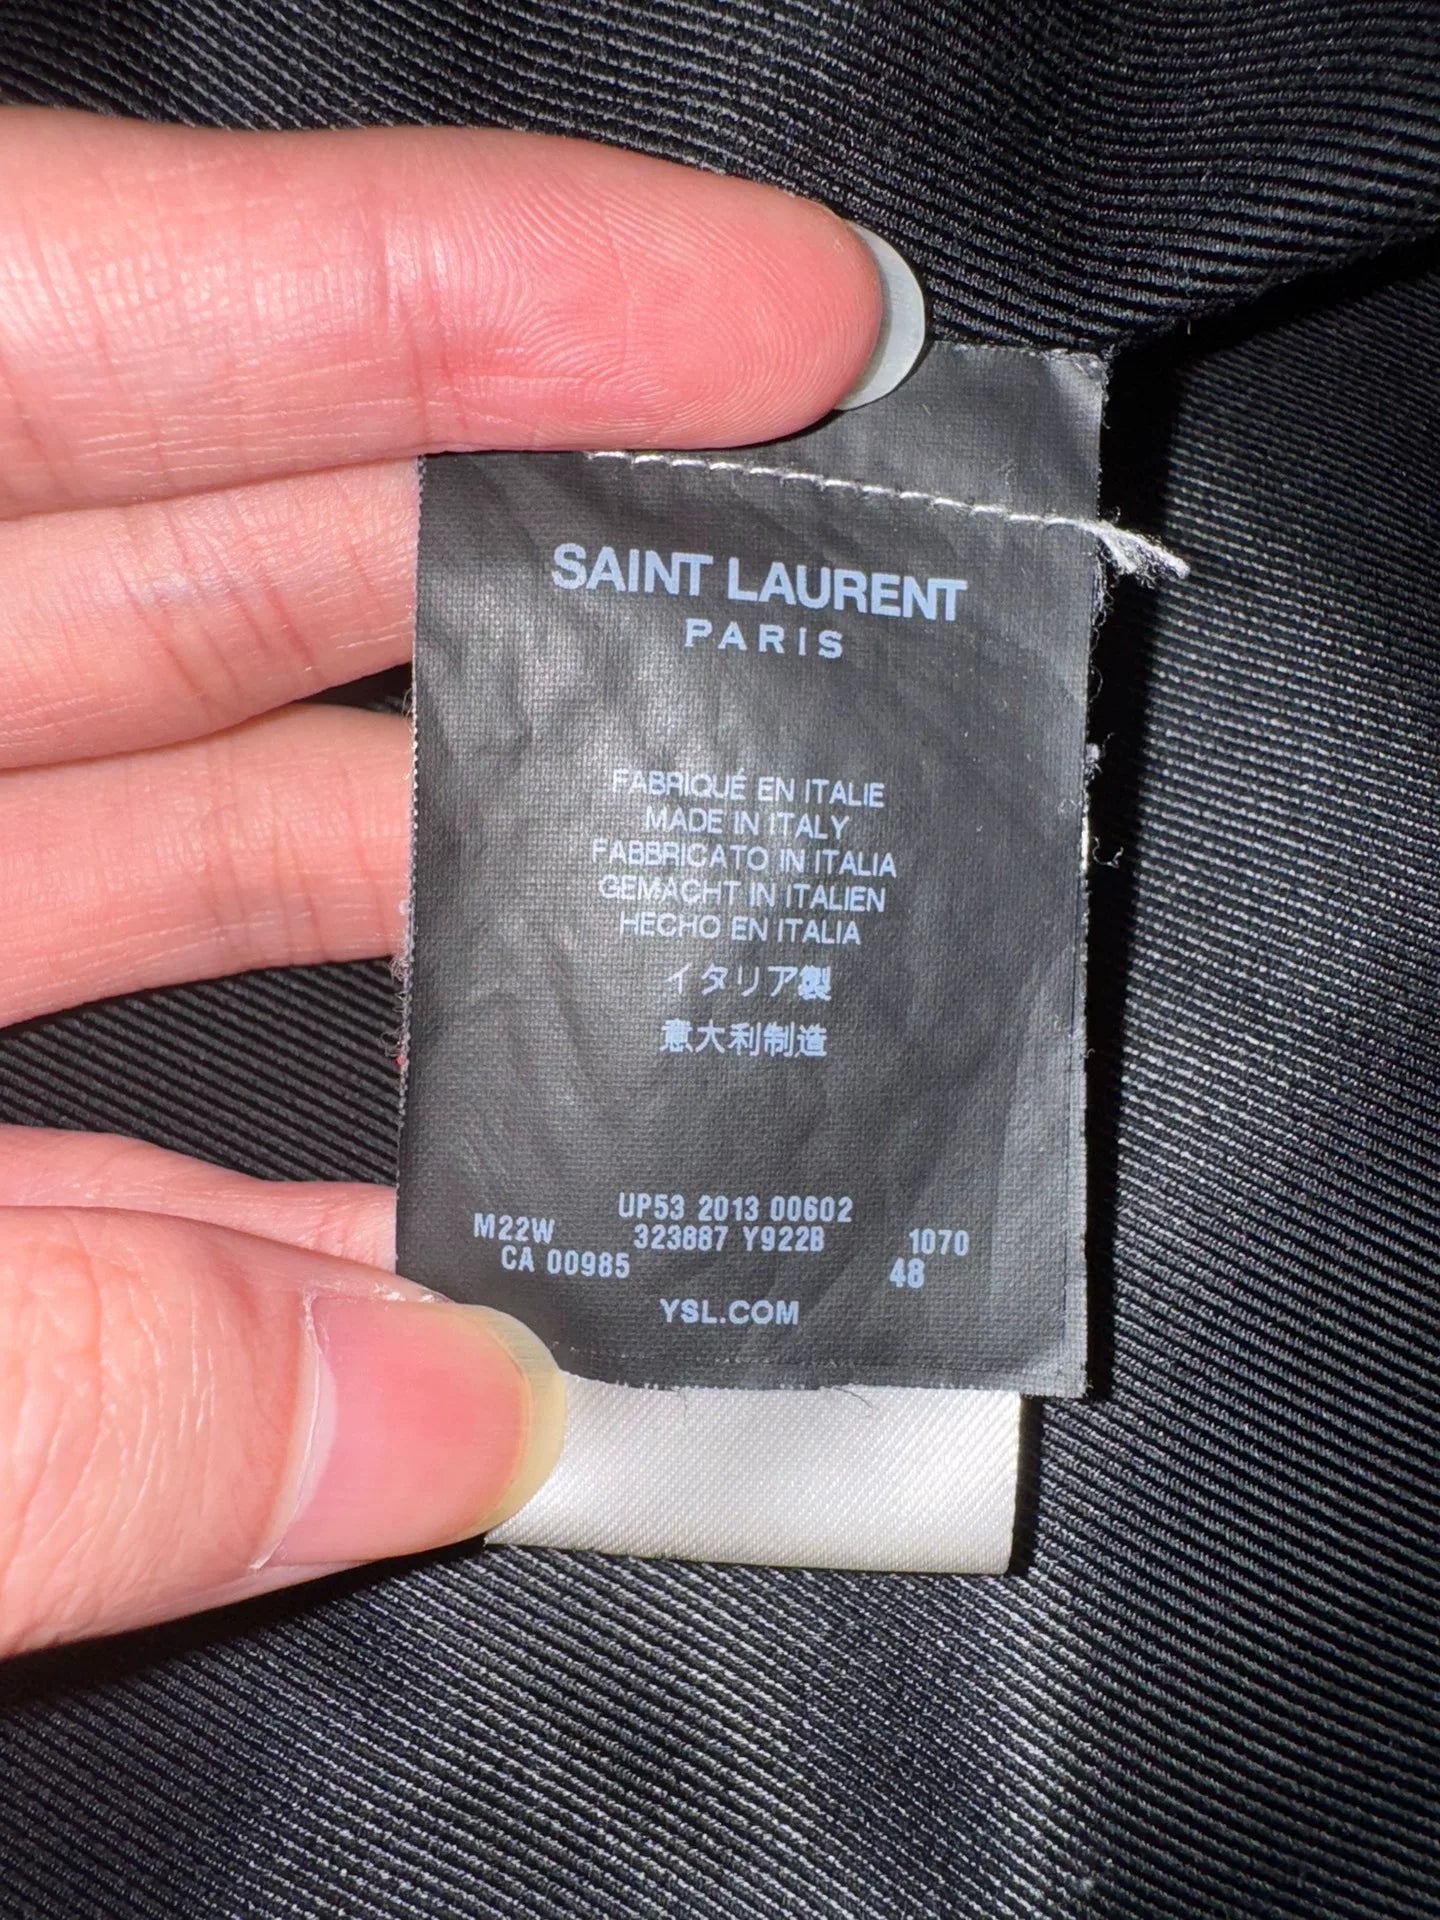 SAINT LAURENT
PARIS
FABRIQUÉ EN ITALIE
MADE IN ITALY
FABBRICATO IN ITALIA
GEMACHT IN ITALIEN
HECHO EN ITALIA
イタリア製
意大利制造
UP53 2013 00602
M22W 323887 Y922B 1070
CA 00985 48
YSL.COM